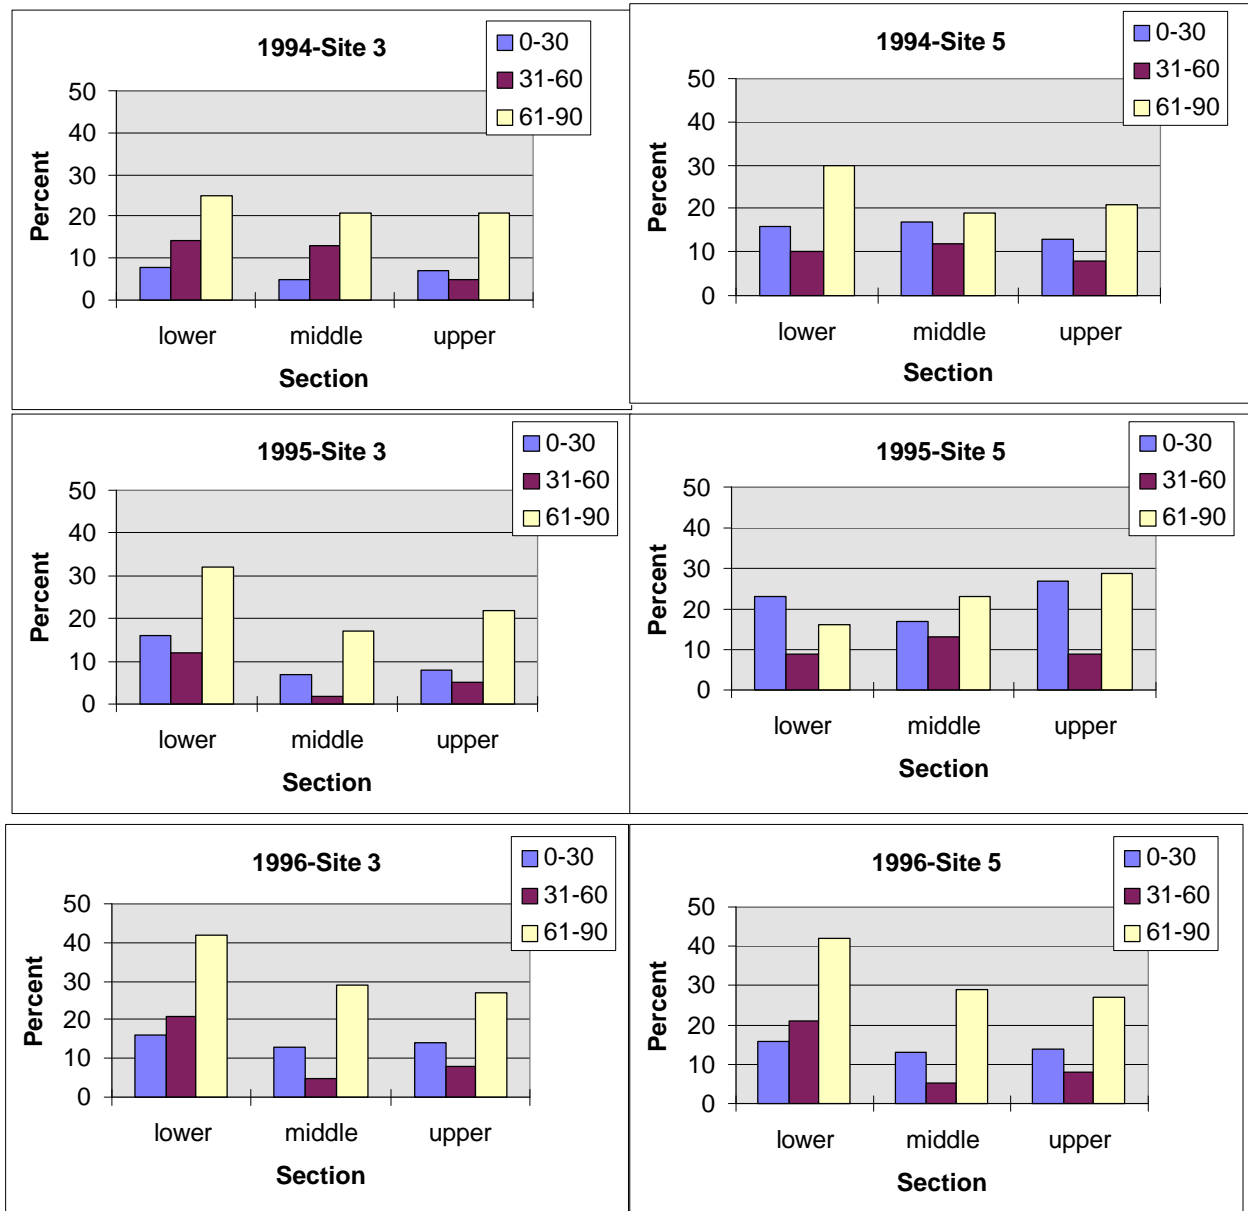 1994-Site 3
0-30
31-60
61-90
50
40
30
20
10
0
Percent
lower middle upper
Section
1994-Site 5
0-30
31-60
61-90
50
40
30
20
10
0
Percent
lower middle upper
Section
1995-Site 3
0-30
31-60
61-90
50
40
30
20
10
0
Percent
lower middle upper
Section
1995-Site 5
0-30
31-60
61-90
50
40
30
20
10
0
Percent
lower middle upper
Section
1996-Site 3
0-30
31-60
61-90
50
40
30
20
10
0
Percent
lower middle upper
Section
1996-Site 5
0-30
31-60
61-90
50
40
30
20
10
0
Percent
lower middle upper
Section